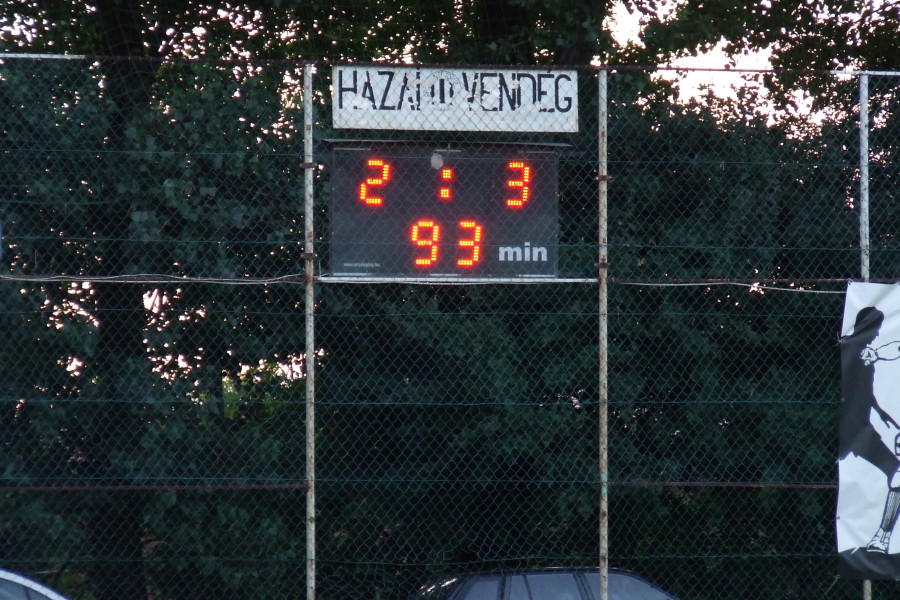 HAZAI VENDÉG
2 : 3
93 min